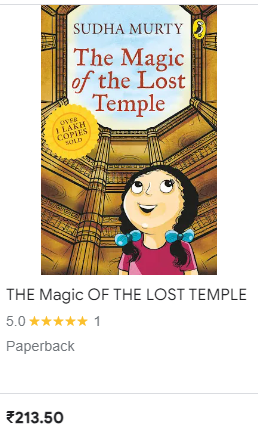 SUDHA MURTY
The Magic
of the Lost
Temple
OVER
1 LAKH
COPIES
SOLD
THE Magic OF THE LOST TEMPLE
5.0 ★★★★★ 1
Paperback
₹213.50